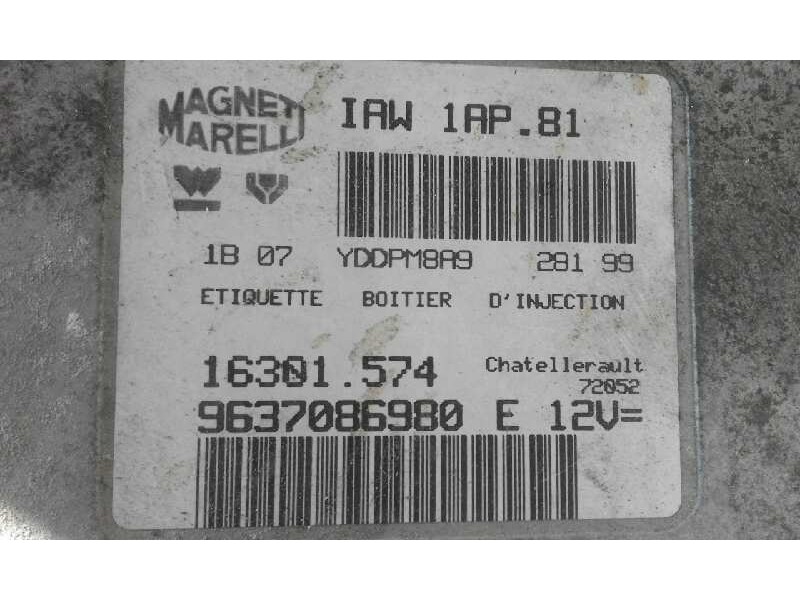 MAGNETI
MARELLI
IAW 1AP.81
1B 07 YDDPM8A9 281 99
ETIQUETTE BOITIER D'INJECTION
16301.574
Chatellerault
72052
9637086980 E 12V=